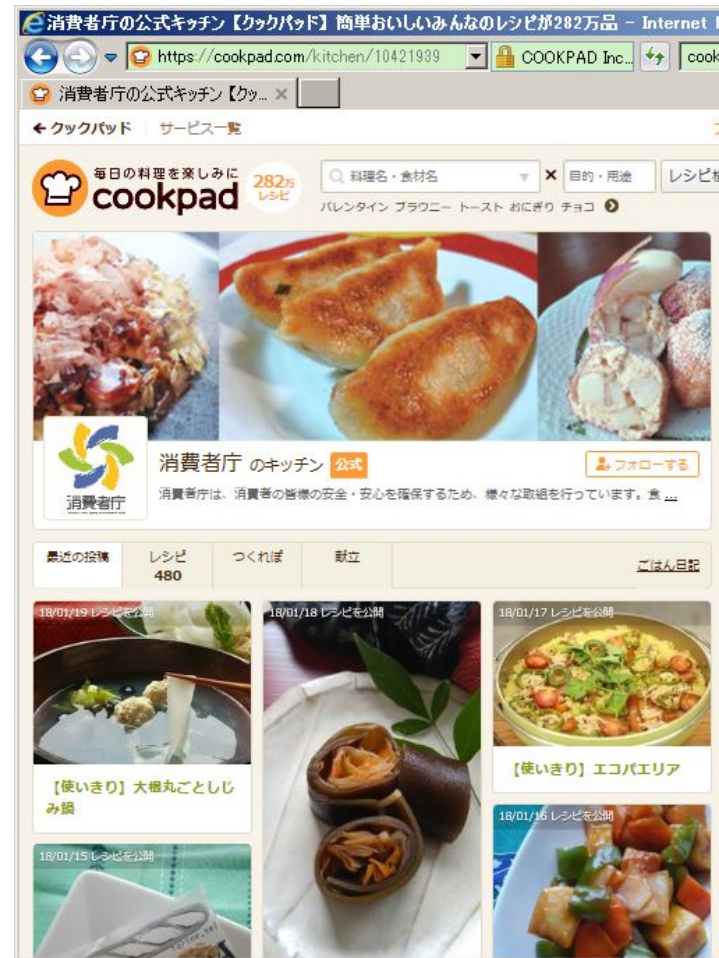 消費者庁の公式キッチン【クックパッド】 簡単おいしいみんなのレシピが282万品 - Internet
https://cookpad.com/kitchen/10421939
COOKPAD Inc...
cook
消費者庁の公式キッチン【クッ... ×
クックパッド サービス一覧
毎日の料理を楽しみに
cookpad
282万
レシピ
料理名・食材名
×
目的・用途
レシピ
バレンタイン ブラウニー トースト おにぎり チョコ
消費者庁
消費者庁 のキッチン 公式
フォローする
消費者庁は、消費者の皆様の安全・安心を確保するため、様々な取組を行っています。食 ...
最近の投稿
レシピ
480
つくれぽ
献立
ごはん日記
18/01/19 レシピを公開
18/01/18 レシピを公開
18/01/17 レシピを公開
【使いきり】大根丸ごとしじ
み鍋
【使いきり】エコパエリア
18/01/16 レシピを公開
18/01/15 レシピを公開